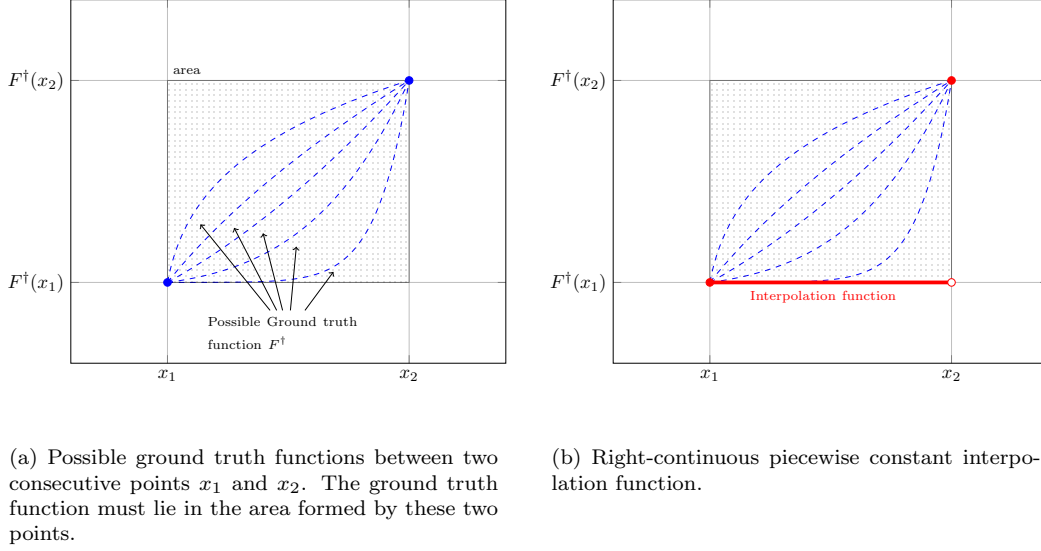 area
F†(x₂)
F†(x₁)
Possible Ground truth
function F†
x₁
x₂
(a) Possible ground truth functions between two
consecutive points x₁ and x₂. The ground truth
function must lie in the area formed by these two
points.
F†(x₂)
F†(x₁)
Interpolation function
x₁
x₂
(b) Right-continuous piecewise constant interpo-
lation function.